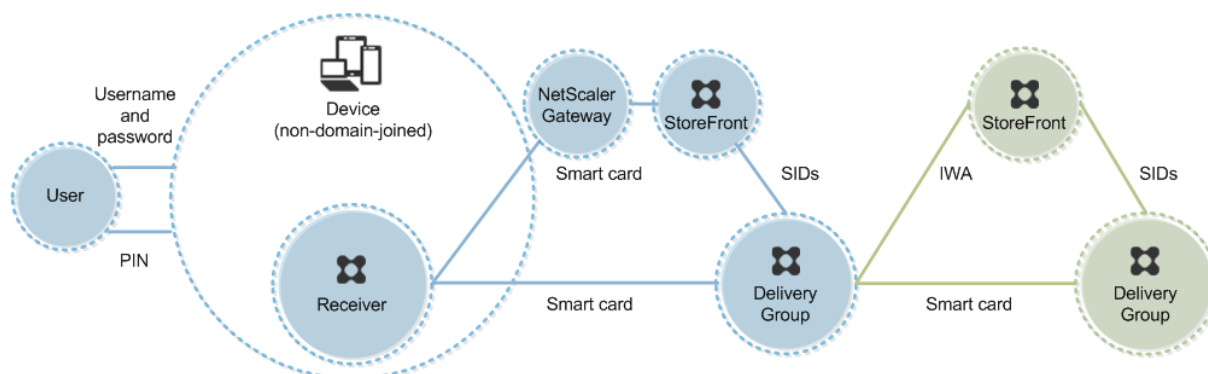 Username
and
password
User
PIN
Device
(non-domain-joined)
Receiver
NetScaler
Gateway
StoreFront
Smart card
SIDs
Smart card
Delivery
Group
IWA
StoreFront
SIDs
Smart card
Delivery
Group